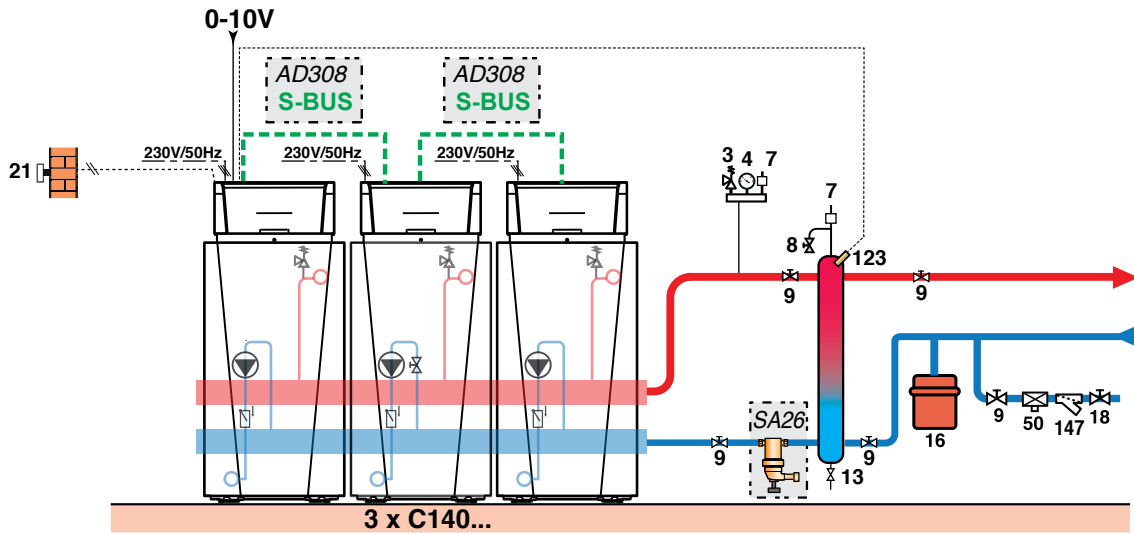 0-10V
AD308
S-BUS
AD308
S-BUS
230V/50Hz
230V/50Hz
230V/50Hz
21
3 4 7
7
8
123
9
9
SA26
9
9
13
16
9
50
147
18
3 x C140...